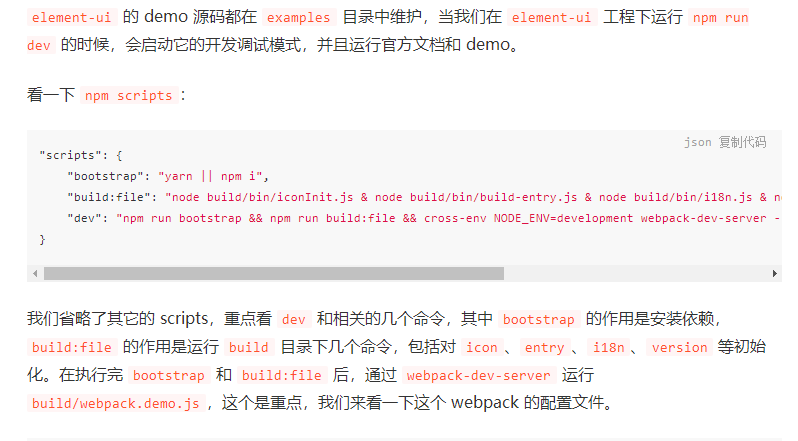 element-ui 的 demo 源码都在 examples 目录中维护，当我们在 element-ui 工程下运行 npm run
dev 的时候，会启动它的开发调试模式，并且运行官方文档和 demo。
看一下 npm scripts：
json 复制代码
"scripts": {
"bootstrap": "yarn || npm i",
"build:file": "node build/bin/iconInit.js & node build/bin/build-entry.js & node build/bin/i18n.js &
"dev": "npm run bootstrap && npm run build:file && cross-env NODE_ENV=development webpack-dev-server -
}
我们省略了其它的 scripts，重点看 dev 和相关的几个命令，其中 bootstrap 的作用是安装依赖，
build:file 的作用是运行 build 目录下几个命令，包括对 icon、entry、i18n、version 等初始
化。在执行完 bootstrap 和 build:file 后，通过 webpack-dev-server 运行
build/webpack.demo.js，这个是重点，我们来看一下这个 webpack 的配置文件。